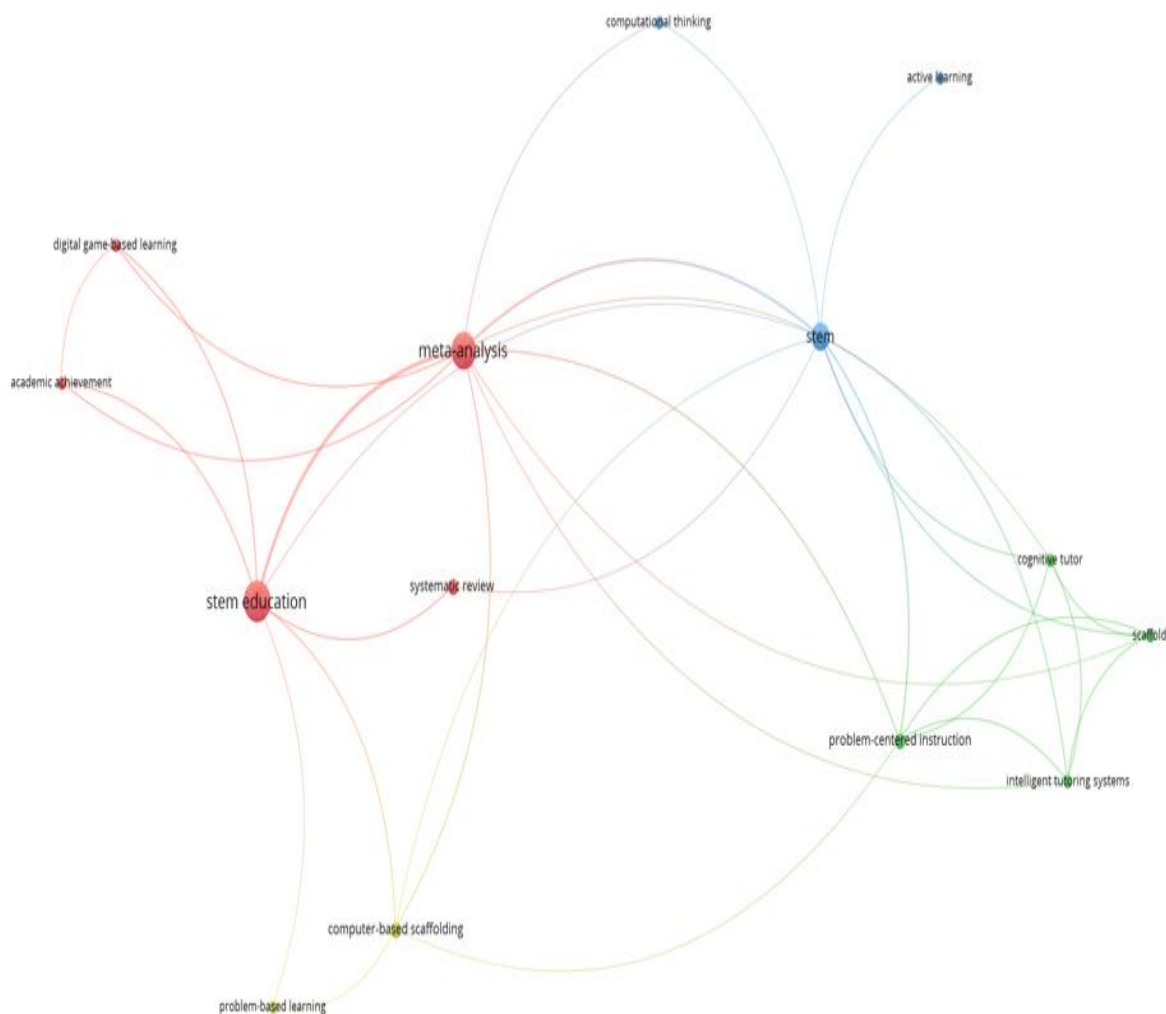 computational thinking
active learning
digital game-based learning
stem
meta-analysis
academic achievement
cognitive tutor
systematic review
stem education
scaffold
problem-centered instruction
intelligent tutoring systems
computer-based scaffolding
problem-based learning